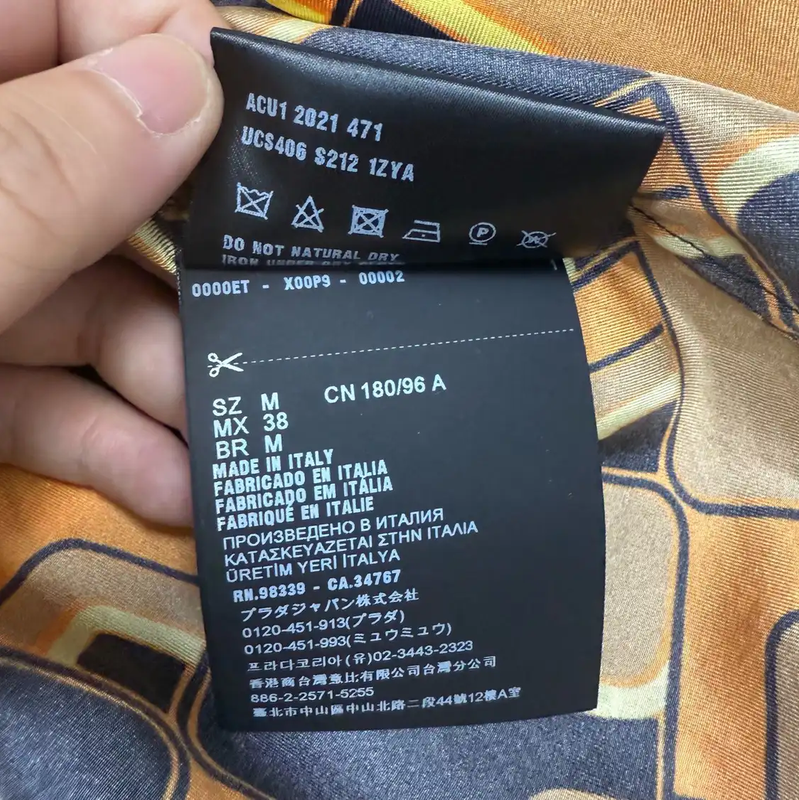 ACU1 2021 471
UCS406 S212 1ZYA
DO NOT NATURAL DRY
IRON UNDER DRY
0000ET - X00P9 - 00002
SZ M CN 180/96 A
MX 38
BR M
MADE IN ITALY
FABRICADO EN ITALIA
FABRICADO EM ITÁLIA
FABRIQUÉ EN ITALIE
ПРОИЗВЕДЕНО В ИТАЛИЯ
ΚΑΤΑΣΚΕΥΑΖΕΤΑΙ ΣΤΗΝ ΙΤΑΛΙΑ
ÜRETİM YERİ İTALYA
RN.98339 - CA.34767
プラダジャパン株式会社
0120-451-913(プラダ)
0120-451-993(ミュウミュウ)
프라다코리아(유)02-3443-2323
香港商台灣意比有限公司台灣分公司
886-2-2571-5255
臺北市中山區中山北路二段44號12樓A室